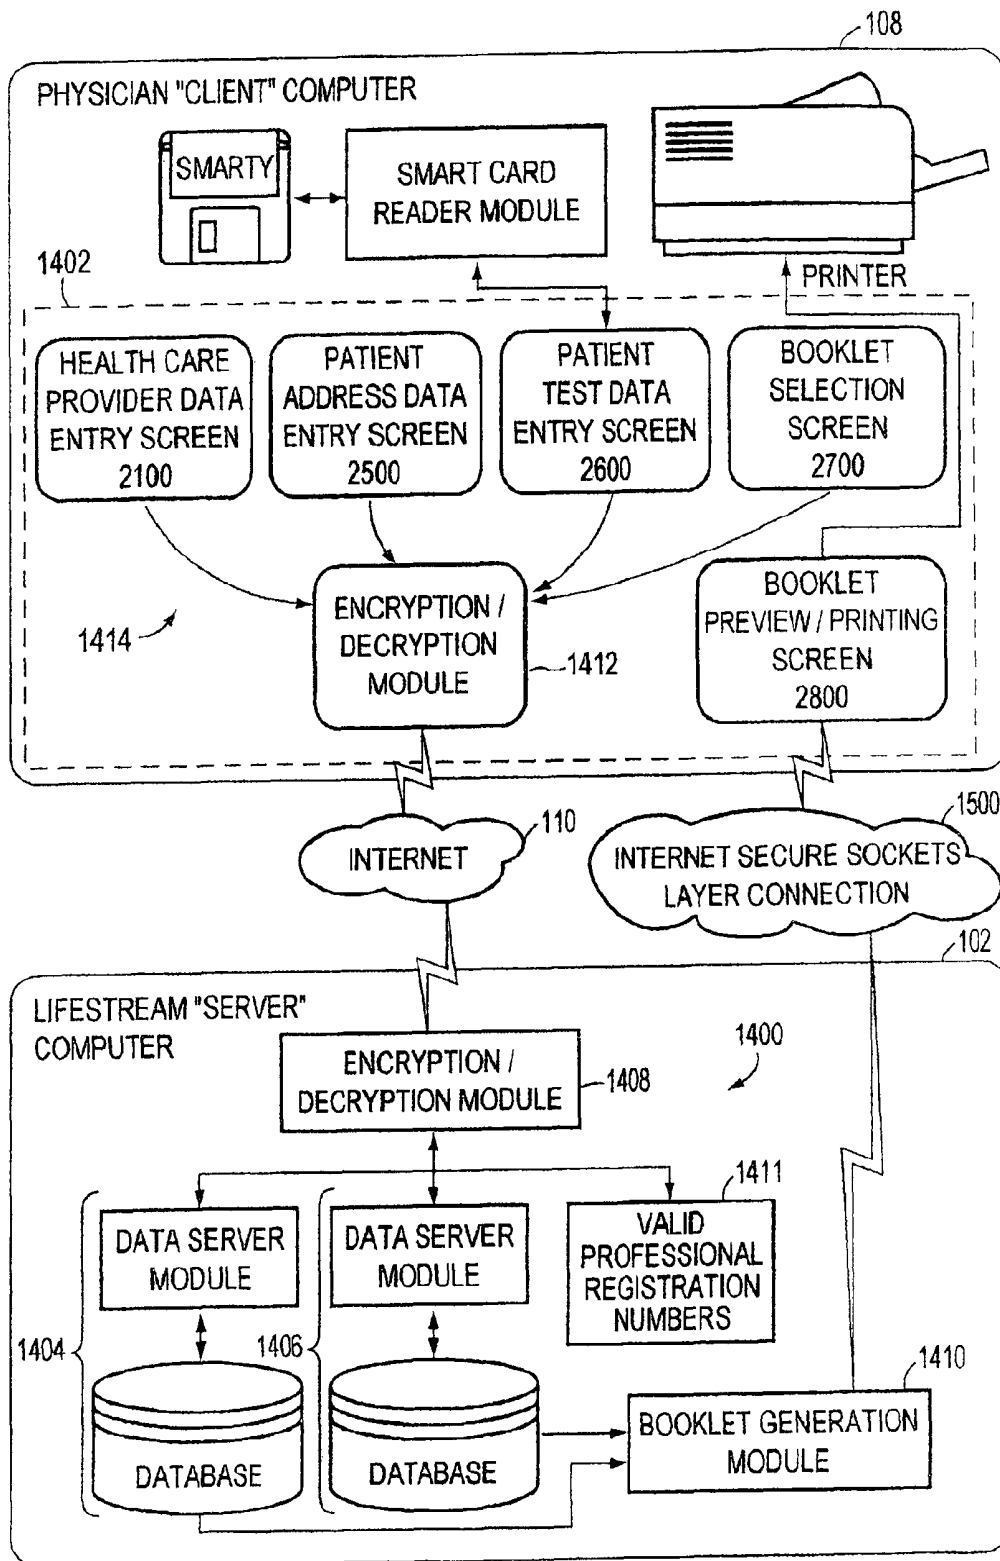 108
PHYSICIAN "CLIENT" COMPUTER
SMARTY
SMART CARD
READER MODULE
PRINTER
1402
HEALTH CARE
PROVIDER DATA
ENTRY SCREEN
2100
PATIENT
ADDRESS DATA
ENTRY SCREEN
2500
PATIENT
TEST DATA
ENTRY SCREEN
2600
BOOKLET
SELECTION
SCREEN
2700
1414
ENCRYPTION /
DECRYPTION
MODULE
1412
BOOKLET
PREVIEW / PRINTING
SCREEN
2800
INTERNET
110
INTERNET SECURE SOCKETS
LAYER CONNECTION
1500
102
LIFESTREAM "SERVER"
COMPUTER
ENCRYPTION /
DECRYPTION MODULE
1408
1400
1404
DATA SERVER
MODULE
1406
DATA SERVER
MODULE
1411
VALID
PROFESSIONAL
REGISTRATION
NUMBERS
DATABASE
DATABASE
1410
BOOKLET GENERATION
MODULE